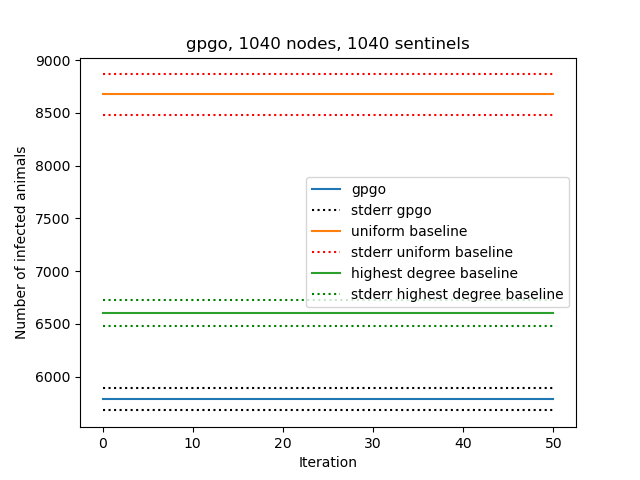 gpgo, 1040 nodes, 1040 sentinels
Number of infected animals
9000
8500
8000
7500
7000
6500
6000
gpgo
stderr gpgo
uniform baseline
stderr uniform baseline
highest degree baseline
stderr highest degree baseline
0 10 20 30 40 50
Iteration